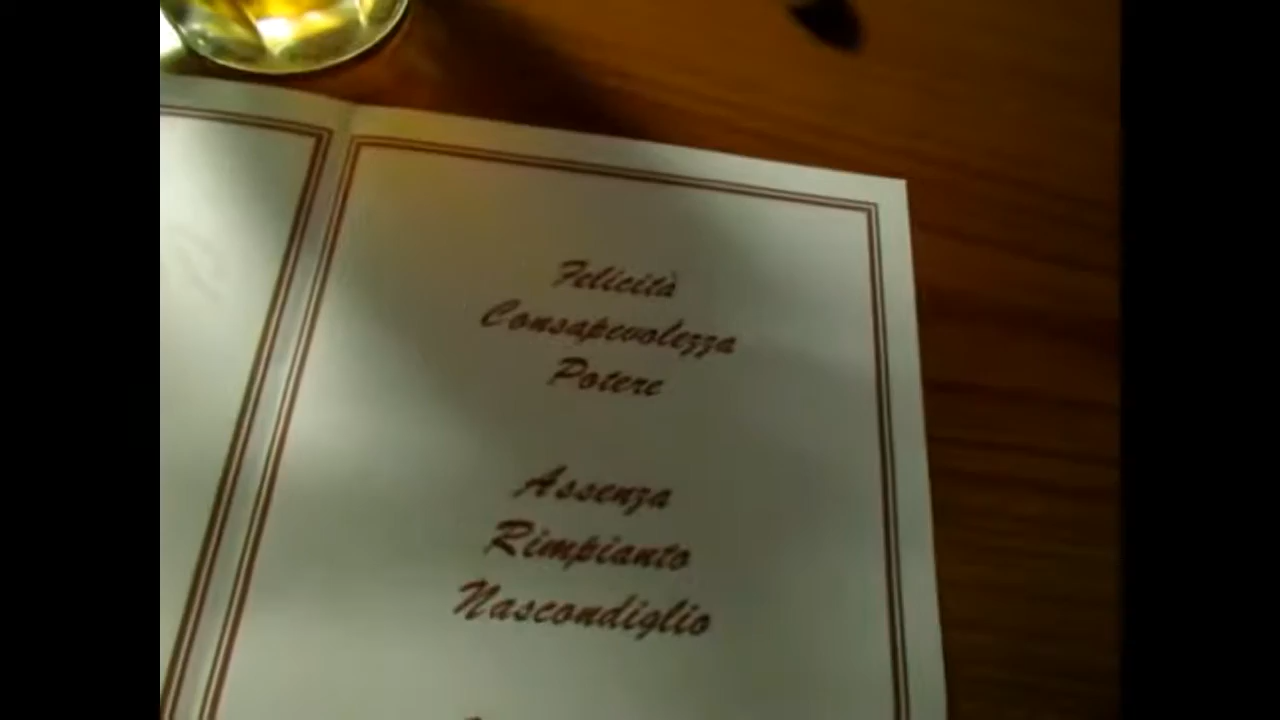 Felicità
Consapevolezza
Potere
Assenza
Rimpianto
Nascondiglio